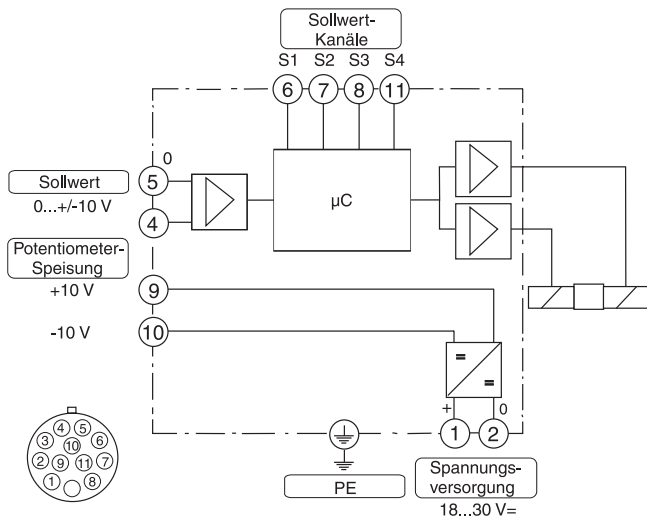 Sollwert-
Kanäle
S1 S2 S3 S4
6 7 8 11
0
5
Sollwert
0...+/-10 V
4
µC
Potentiometer-
Speisung
+10 V
9
-10 V
10
=
=
+ 0
1 2
PE
Spannungs-
versorgung
18...30 V=
4 5
3 10 6
2 9 11 7
1 8